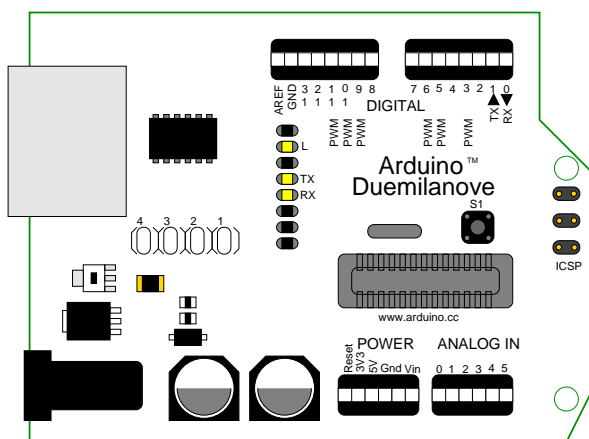 AREF
GND
13
12
11
10
9
8
7
6
5
4
3
2
1
0
DIGITAL
PWM
PWM
PWM
PWM
PWM
PWM
TX
RX
L
TX
RX
Arduino™
Duemilanove
S1
4 3 2 1
ICSP
www.arduino.cc
POWER
ANALOG IN
Reset
3V3
5V
Gnd
Vin
0 1 2 3 4 5